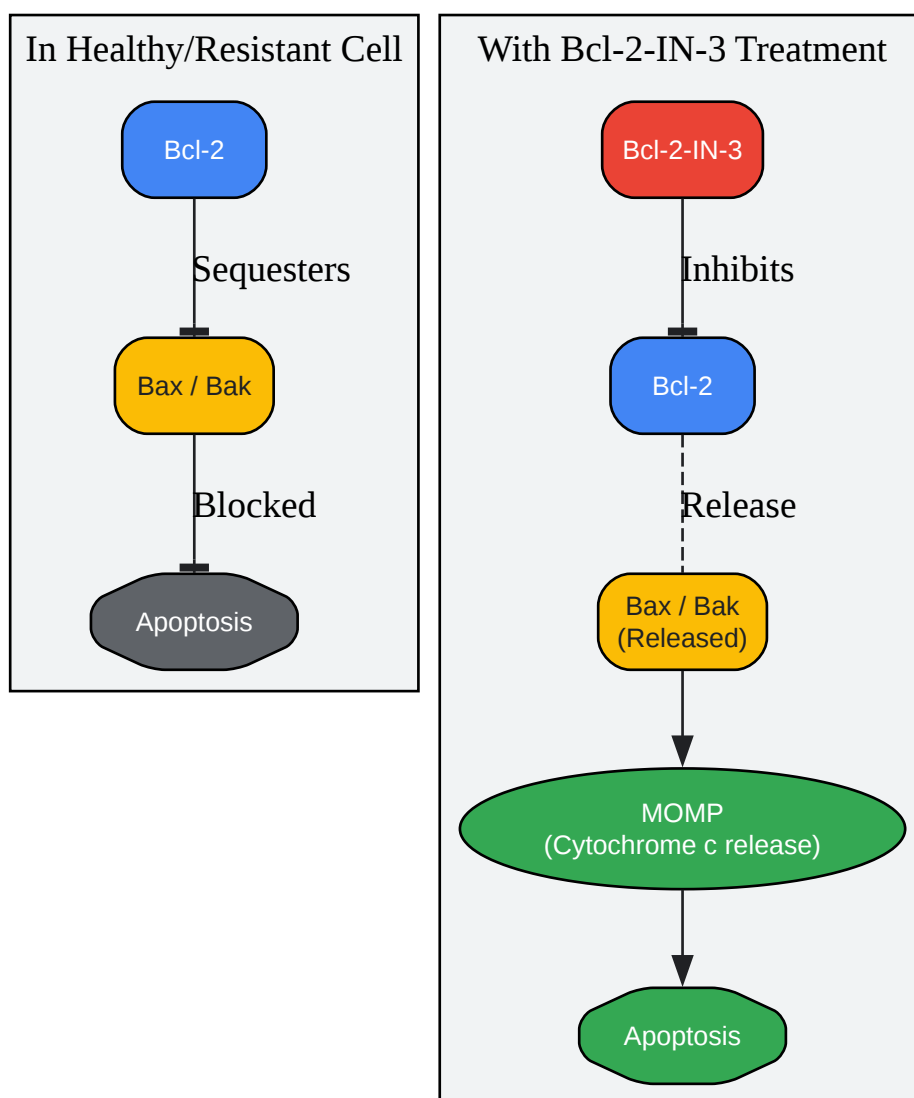 In Healthy/Resistant Cell
Bcl-2
Sequesters
Bax / Bak
Blocked
Apoptosis
With Bcl-2-IN-3 Treatment
Bcl-2-IN-3
Inhibits
Bcl-2
Release
Bax / Bak
(Released)
MOMP
(Cytochrome c release)
Apoptosis